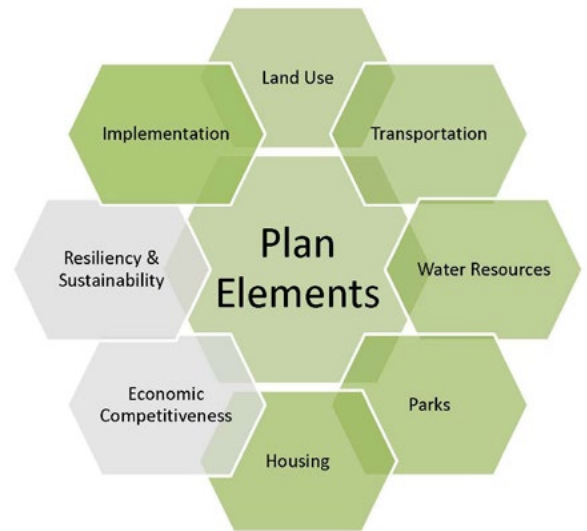 Plan
Elements
Land Use
Transportation
Water Resources
Parks
Housing
Economic
Competitiveness
Resiliency &
Sustainability
Implementation